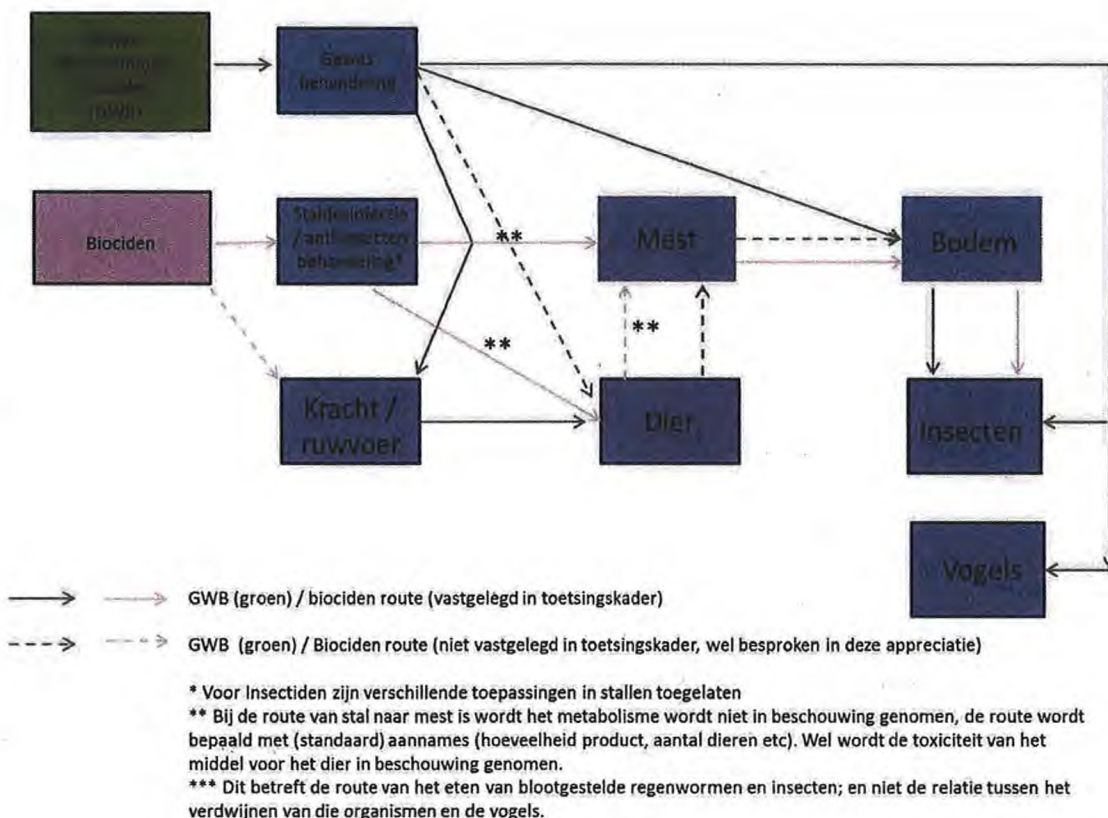 (GWB)
Gewas
behandering
Biociden
Staldesinfectie
/ anti-insecten
behandering*
**
Mest
Bodem
**
**
Kracht /
ruwvoer
Dier
Insecten
Vogels
GWB (groen) / biociden route (vastgelegd in toetsingskader)
GWB (groen) / Biociden route (niet vastgelegd in toetsingskader, wel besproken in deze appreciatie)
* Voor Insectiden zijn verschillende toepassingen in stallen toegelaten
** Bij de route van stal naar mest is wordt het metabolisme wordt niet in beschouwing genomen, de route wordt
bepaald met (standaard) aannames (hoeveelheid product, aantal dieren etc). Wel wordt de toxiciteit van het
middel voor het dier in beschouwing genomen.
*** Dit betreft de route van het eten van blootgestelde regenwormen en insecten; en niet de relatie tussen het
verdwijnen van die organismen en de vogels.